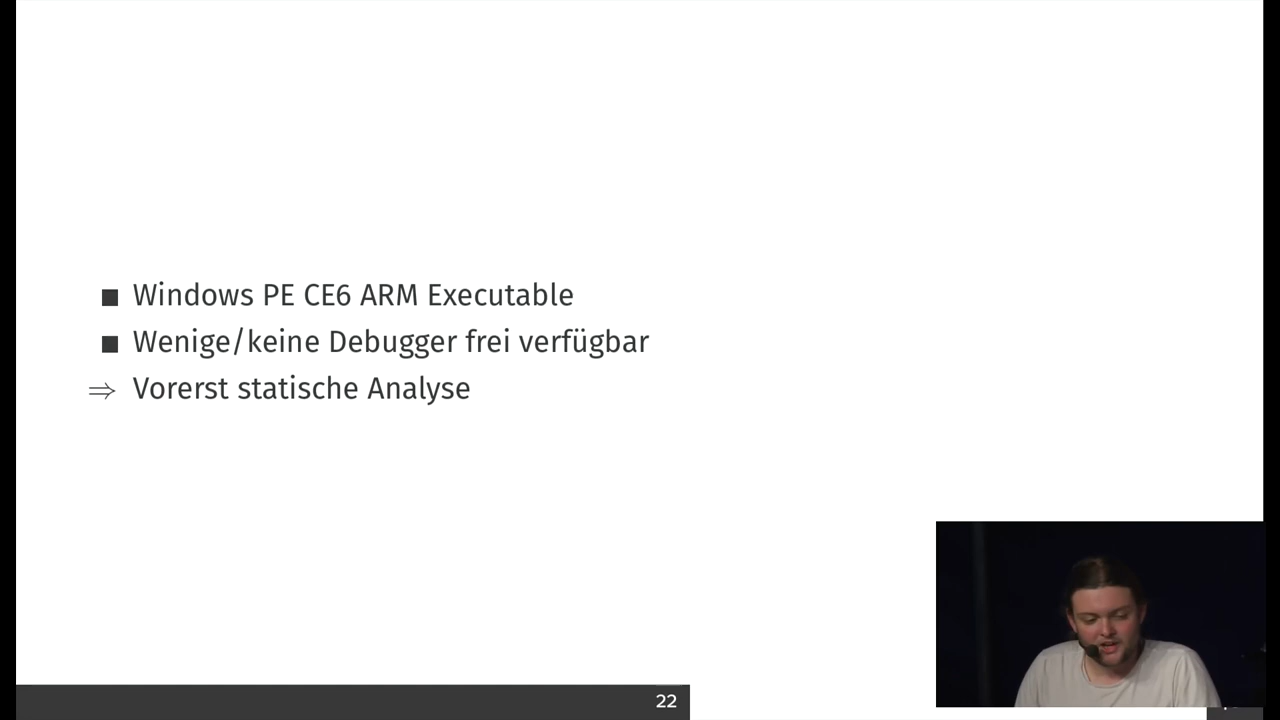 ■ Windows PE CE6 ARM Executable
■ Wenige/keine Debugger frei verfügbar
⇒ Vorerst statische Analyse
22